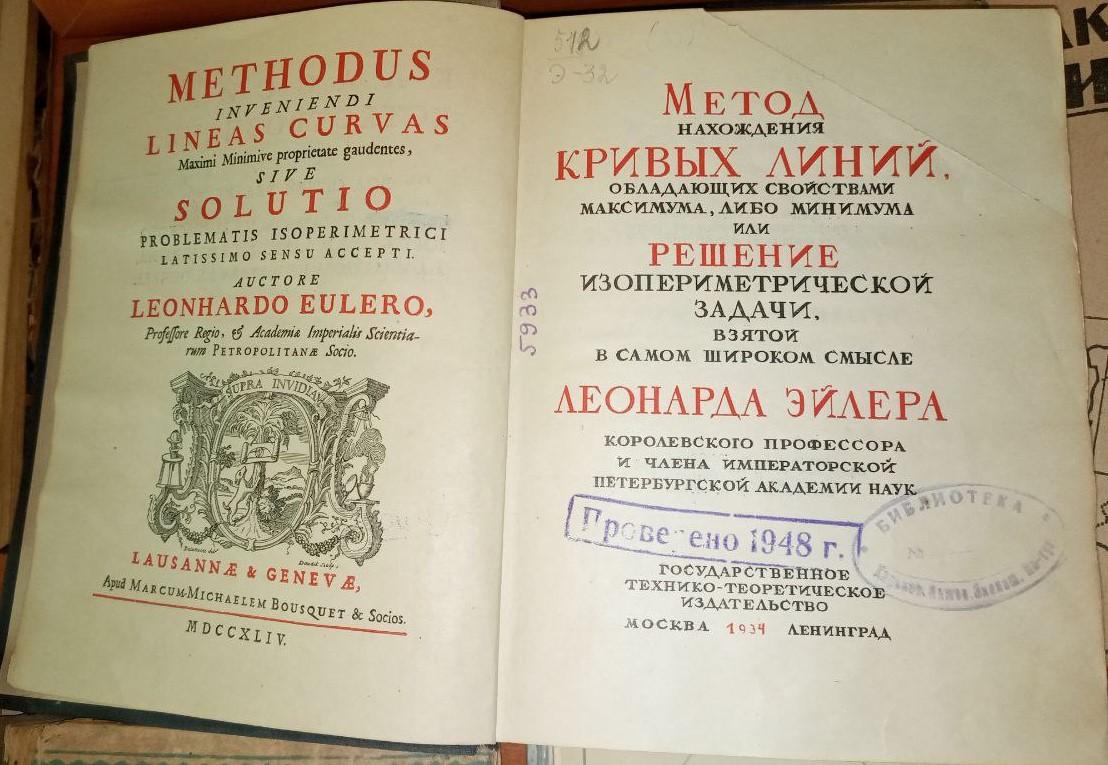 METHODUS
INVENIENDI
LINEAS CURVAS
Maximi Minimive proprietate gaudentes,
SIVE
SOLUTIO
PROBLEMATIS ISOPERIMETRICI
LATISSIMO SENSU ACCEPTI.
AUCTORE
LEONHARDO EULERO,
Professore Regio, & Academiæ Imperialis Scientia-
rum PETROPOLITANÆ Socio.
SUPRA INVIDIAM
LAUSANNÆ & GENEVÆ,
Apud MARCUM-MICHAELEM BOUSQUET & Socios.
MDCCXLIV.
512
Э-32
МЕТОД
НАХОЖДЕНИЯ
КРИВЫХ ЛИНИЙ,
ОБЛАДАЮЩИХ СВОЙСТВАМИ
МАКСИМУМА, ЛИБО МИНИМУМА
ИЛИ
РЕШЕНИЕ
ИЗОПЕРИМЕТРИЧЕСКОЙ
ЗАДАЧИ,
ВЗЯТОЙ
В САМОМ ШИРОКОМ СМЫСЛЕ
ЛЕОНАРДА ЭЙЛЕРА
КОРОЛЕВСКОГО ПРОФЕССОРА
И ЧЛЕНА ИМПЕРАТОРСКОЙ
ПЕТЕРБУРГСКОЙ АКАДЕМИИ НАУК
5933
Проверено 1948 г.
БИБЛИОТЕКА
№
ГОСУДАРСТВЕННОЕ
ТЕХНИКО-ТЕОРЕТИЧЕСКОЕ
ИЗДАТЕЛЬСТВО
МОСКВА 1934 ЛЕНИНГРАД